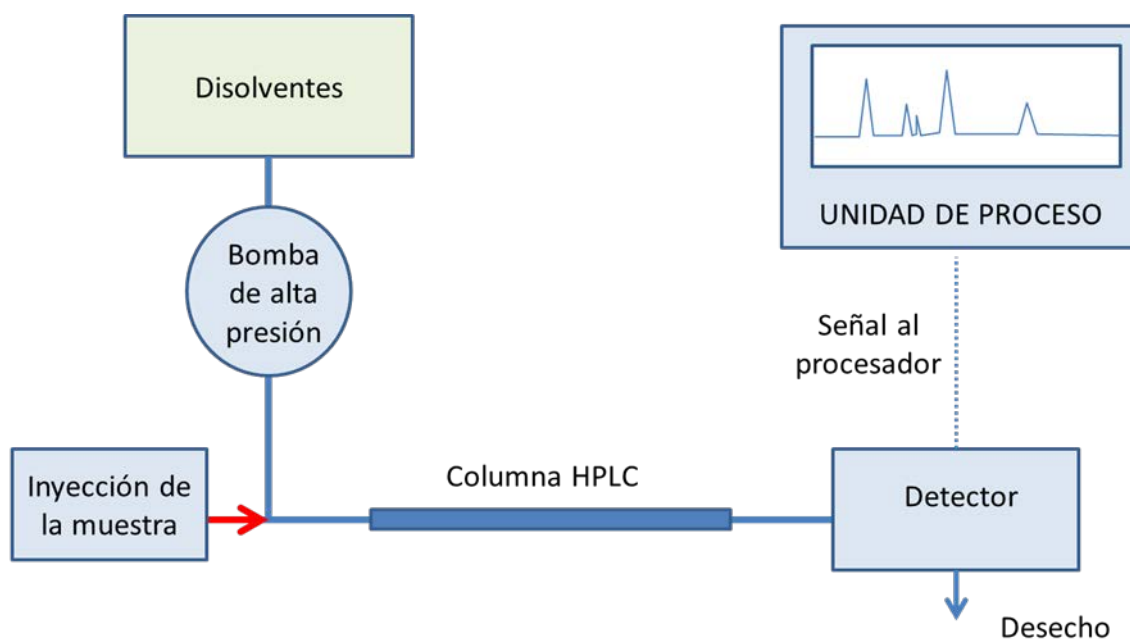 Disolventes
Bomba
de alta
presión
Inyección de
la muestra
Columna HPLC
Detector
Desecho
Señal al
procesador
UNIDAD DE PROCESO